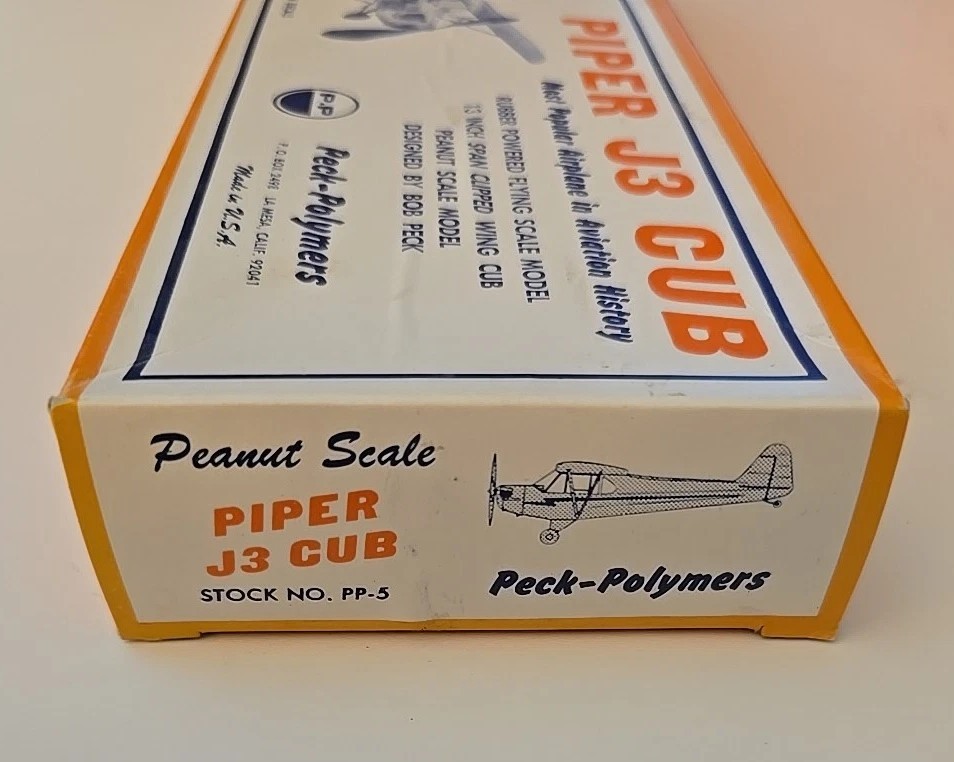 PIPER J3 CUB
Most Popular Airplane in Aviation History
RUBBER POWERED FLYING SCALE MODEL
13 INCH SPAN CLIPPED WING CUB
PEANUT SCALE MODEL
DESIGNED BY BOB PECK
P&P
Peck-Polymers
P.O. BOX 2498 LA MESA, CALIF. 92041
Made in U.S.A.
Peanut Scale
PIPER
J3 CUB
STOCK NO. PP-5
Peck-Polymers